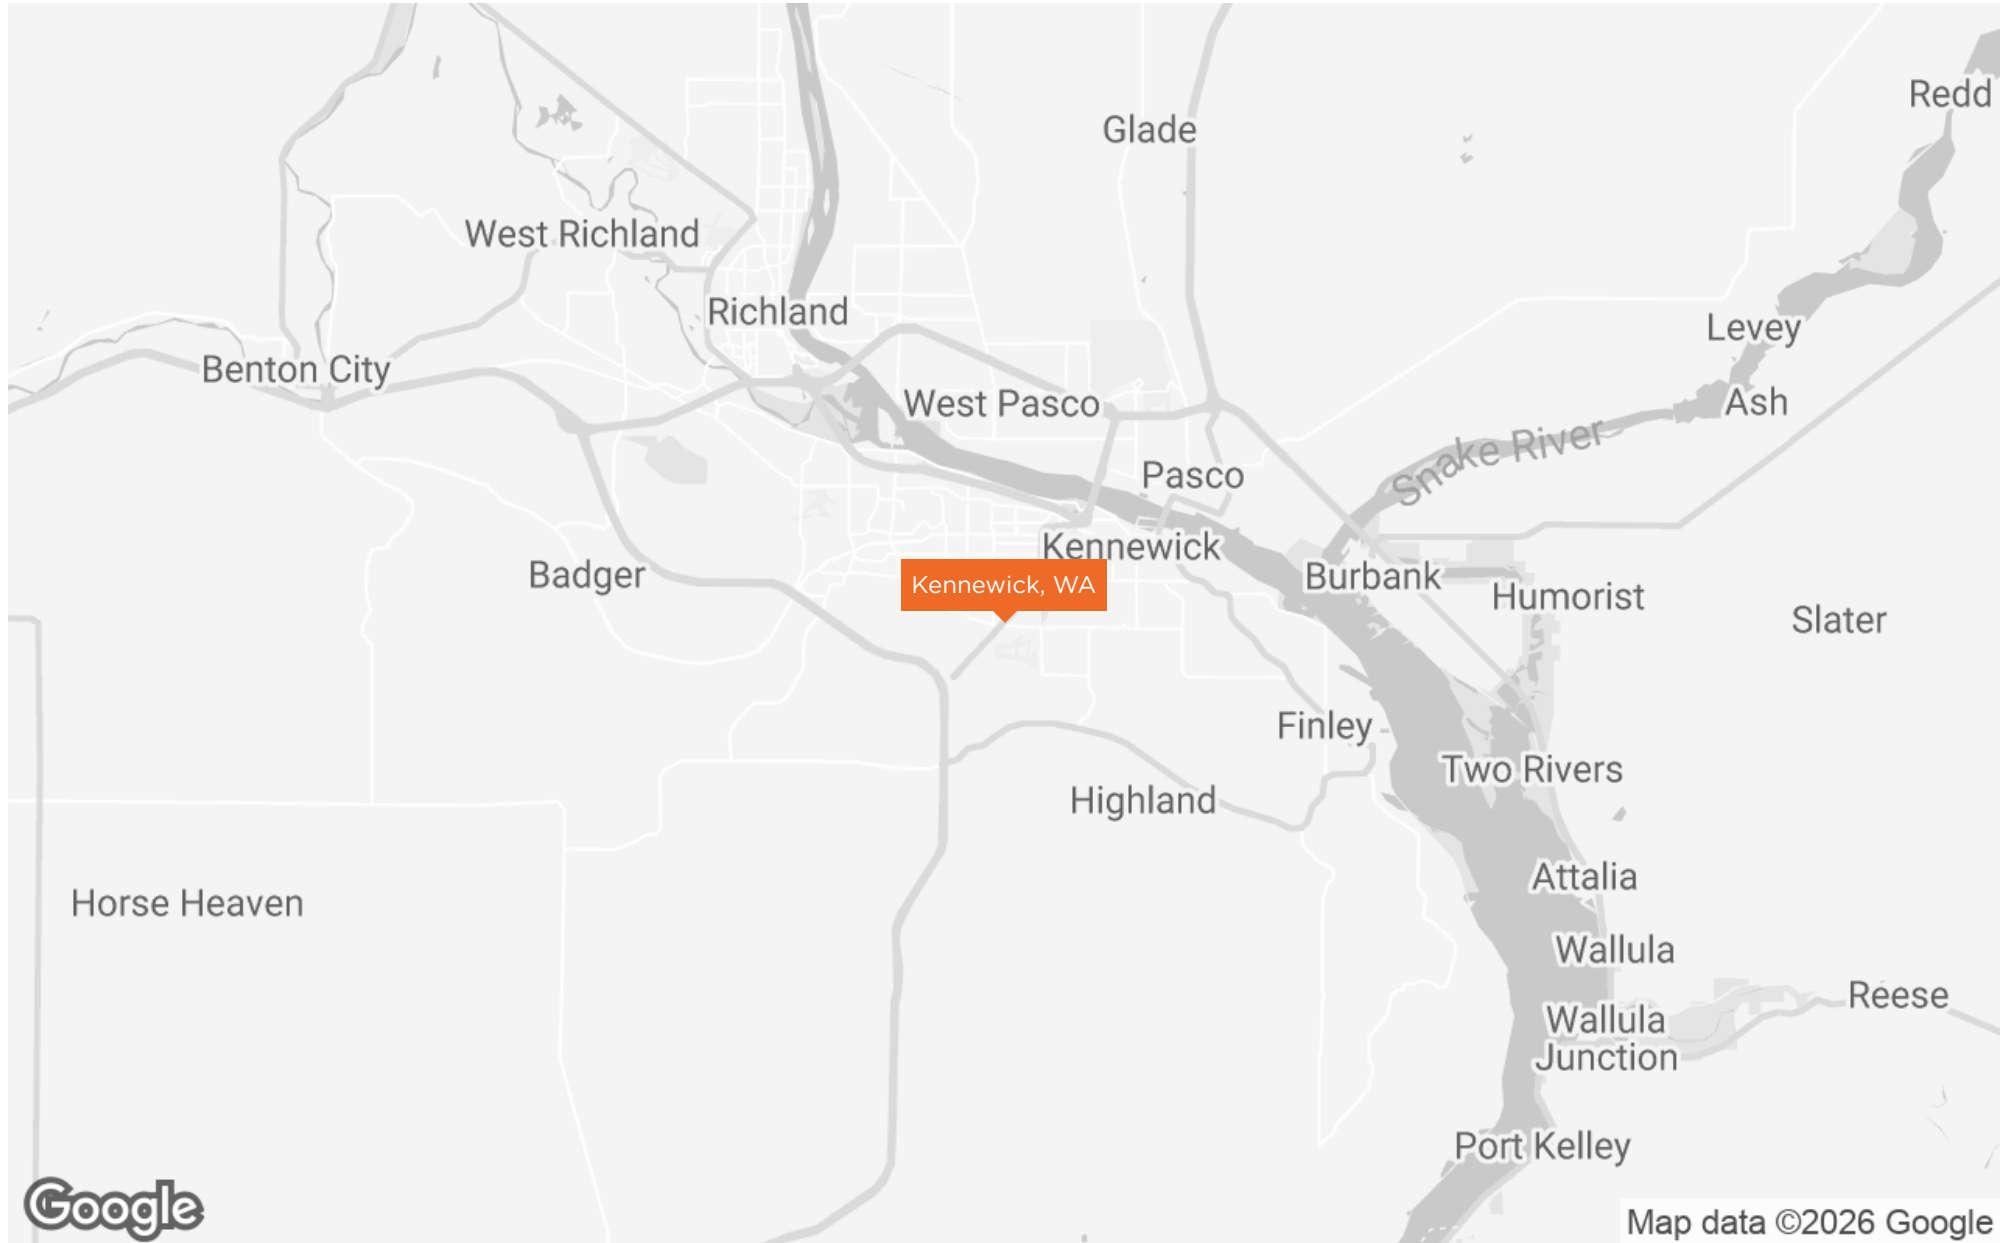 Redd
Glade
West Richland
Richland
Levey
Benton City
West Pasco
Ash
Snake River
Pasco
Kennewick
Badger
Kennewick, WA
Burbank
Humorist
Slater
Finley
Two Rivers
Highland
Attalia
Horse Heaven
Wallula
Reese
Wallula
Junction
Port Kelley
Google
Map data ©2026 Google